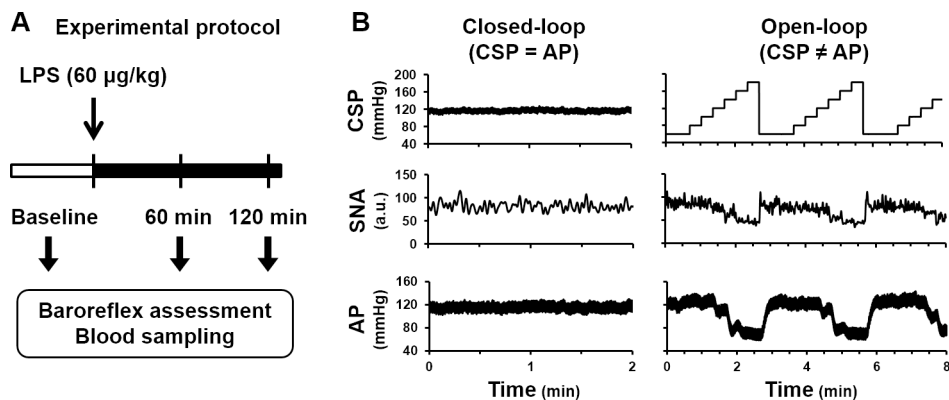 A
Experimental protocol
LPS (60 µg/kg)
Baseline
60 min
120 min
Baroreflex assessment
Blood sampling
B
Closed-loop
(CSP = AP)
Open-loop
(CSP ≠ AP)
CSP
(mmHg)
200
160
120
80
40
SNA
(a.u.)
150
100
50
0
AP
(mmHg)
160
120
80
40
0
1
2
0
2
4
6
8
Time (min)
Time (min)